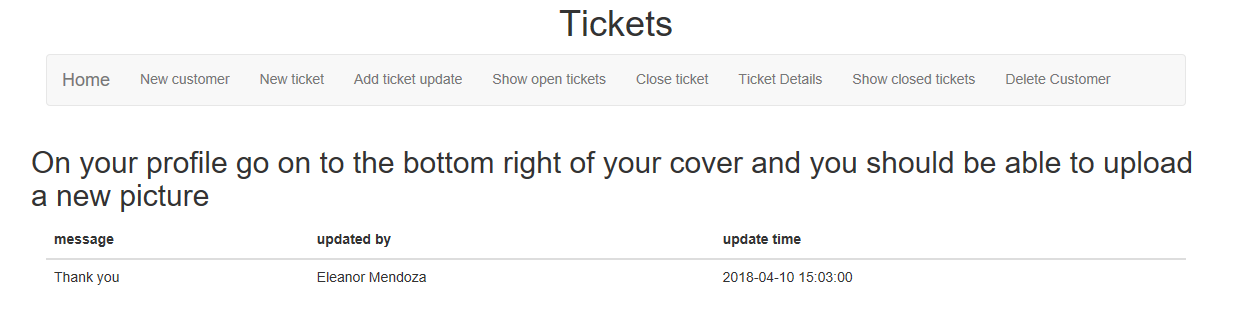 Tickets
Home New customer New ticket Add ticket update Show open tickets Close ticket Ticket Details Show closed tickets Delete Customer
On your profile go on to the bottom right of your cover and you should be able to upload
a new picture
message updated by update time
Thank you Eleanor Mendoza 2018-04-10 15:03:00